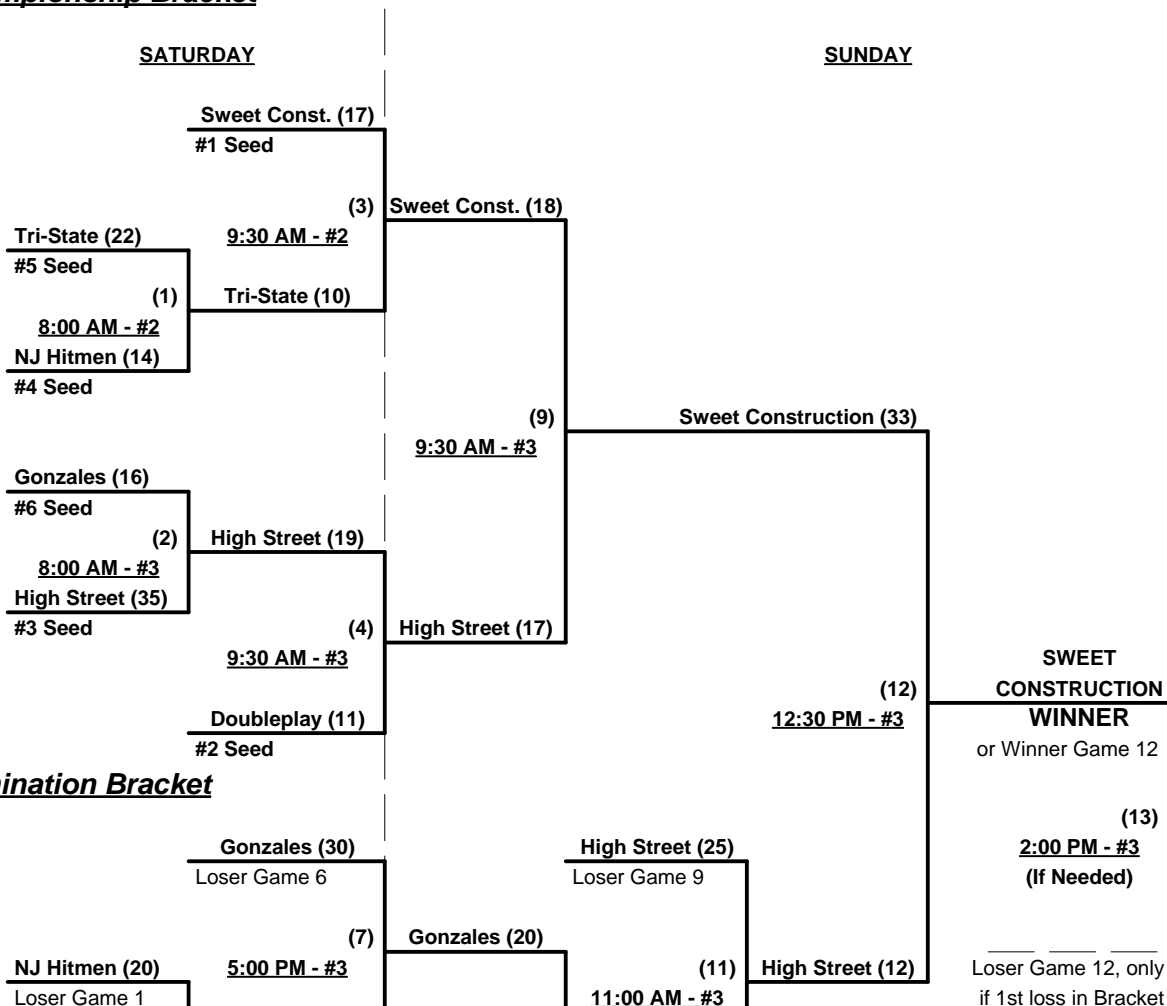 SATURDAY
SUNDAY
Sweet Const. (17)
#1 Seed
(3)
9:30 AM - #2
Sweet Const. (18)
Tri-State (22)
#5 Seed
(1)
8:00 AM - #2
Tri-State (10)
NJ Hitmen (14)
#4 Seed
(9)
9:30 AM - #3
Sweet Construction (33)
Gonzales (16)
#6 Seed
(2)
8:00 AM - #3
High Street (19)
High Street (35)
#3 Seed
(4)
9:30 AM - #3
High Street (17)
Doubleplay (11)
#2 Seed
(12)
12:30 PM - #3
SWEET
CONSTRUCTION
WINNER
or Winner Game 12
(13)
2:00 PM - #3
(If Needed)
Bracket
Gonzales (30)
Loser Game 6
High Street (25)
Loser Game 9
(7)
5:00 PM - #3
Gonzales (20)
NJ Hitmen (20)
Loser Game 1
(11)
11:00 AM - #3
High Street (12)
Loser Game 12, only
if 1st loss in Bracket